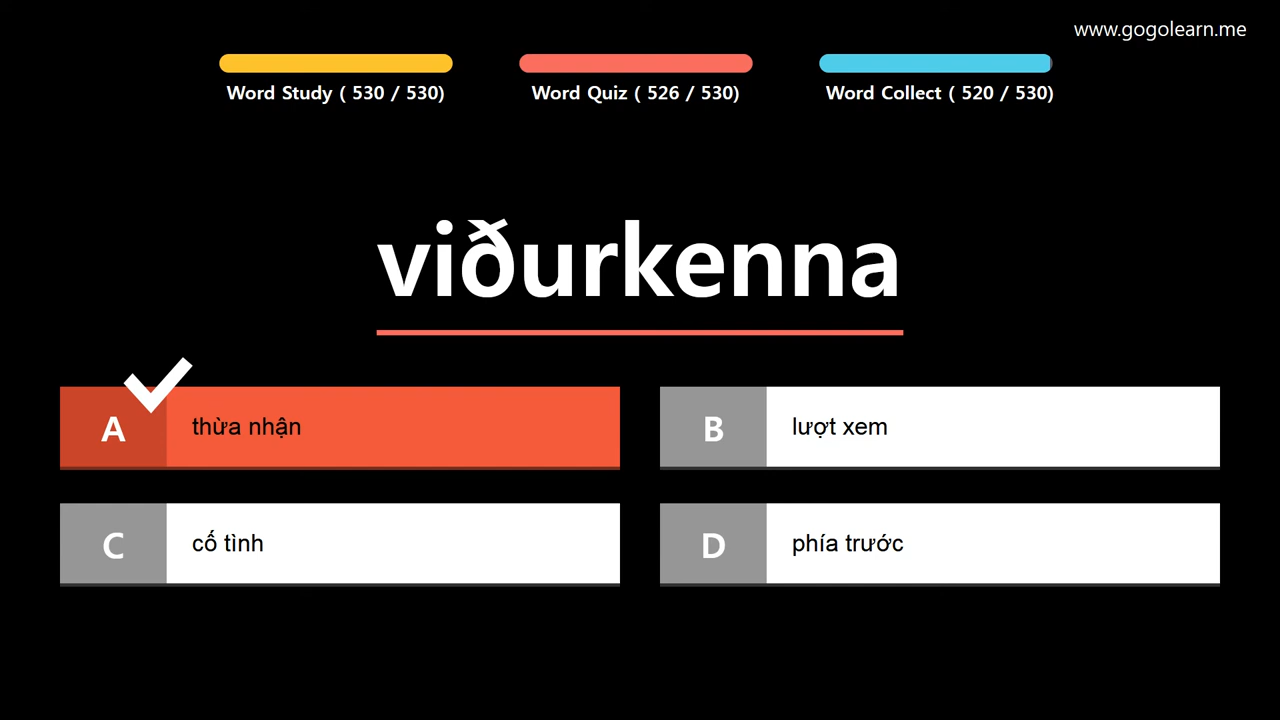 www.gogolearn.me
Word Study ( 530 / 530)
Word Quiz ( 526 / 530)
Word Collect ( 520 / 530)
viðurkenna
A thừa nhận
B lượt xem
C cố tình
D phía trước